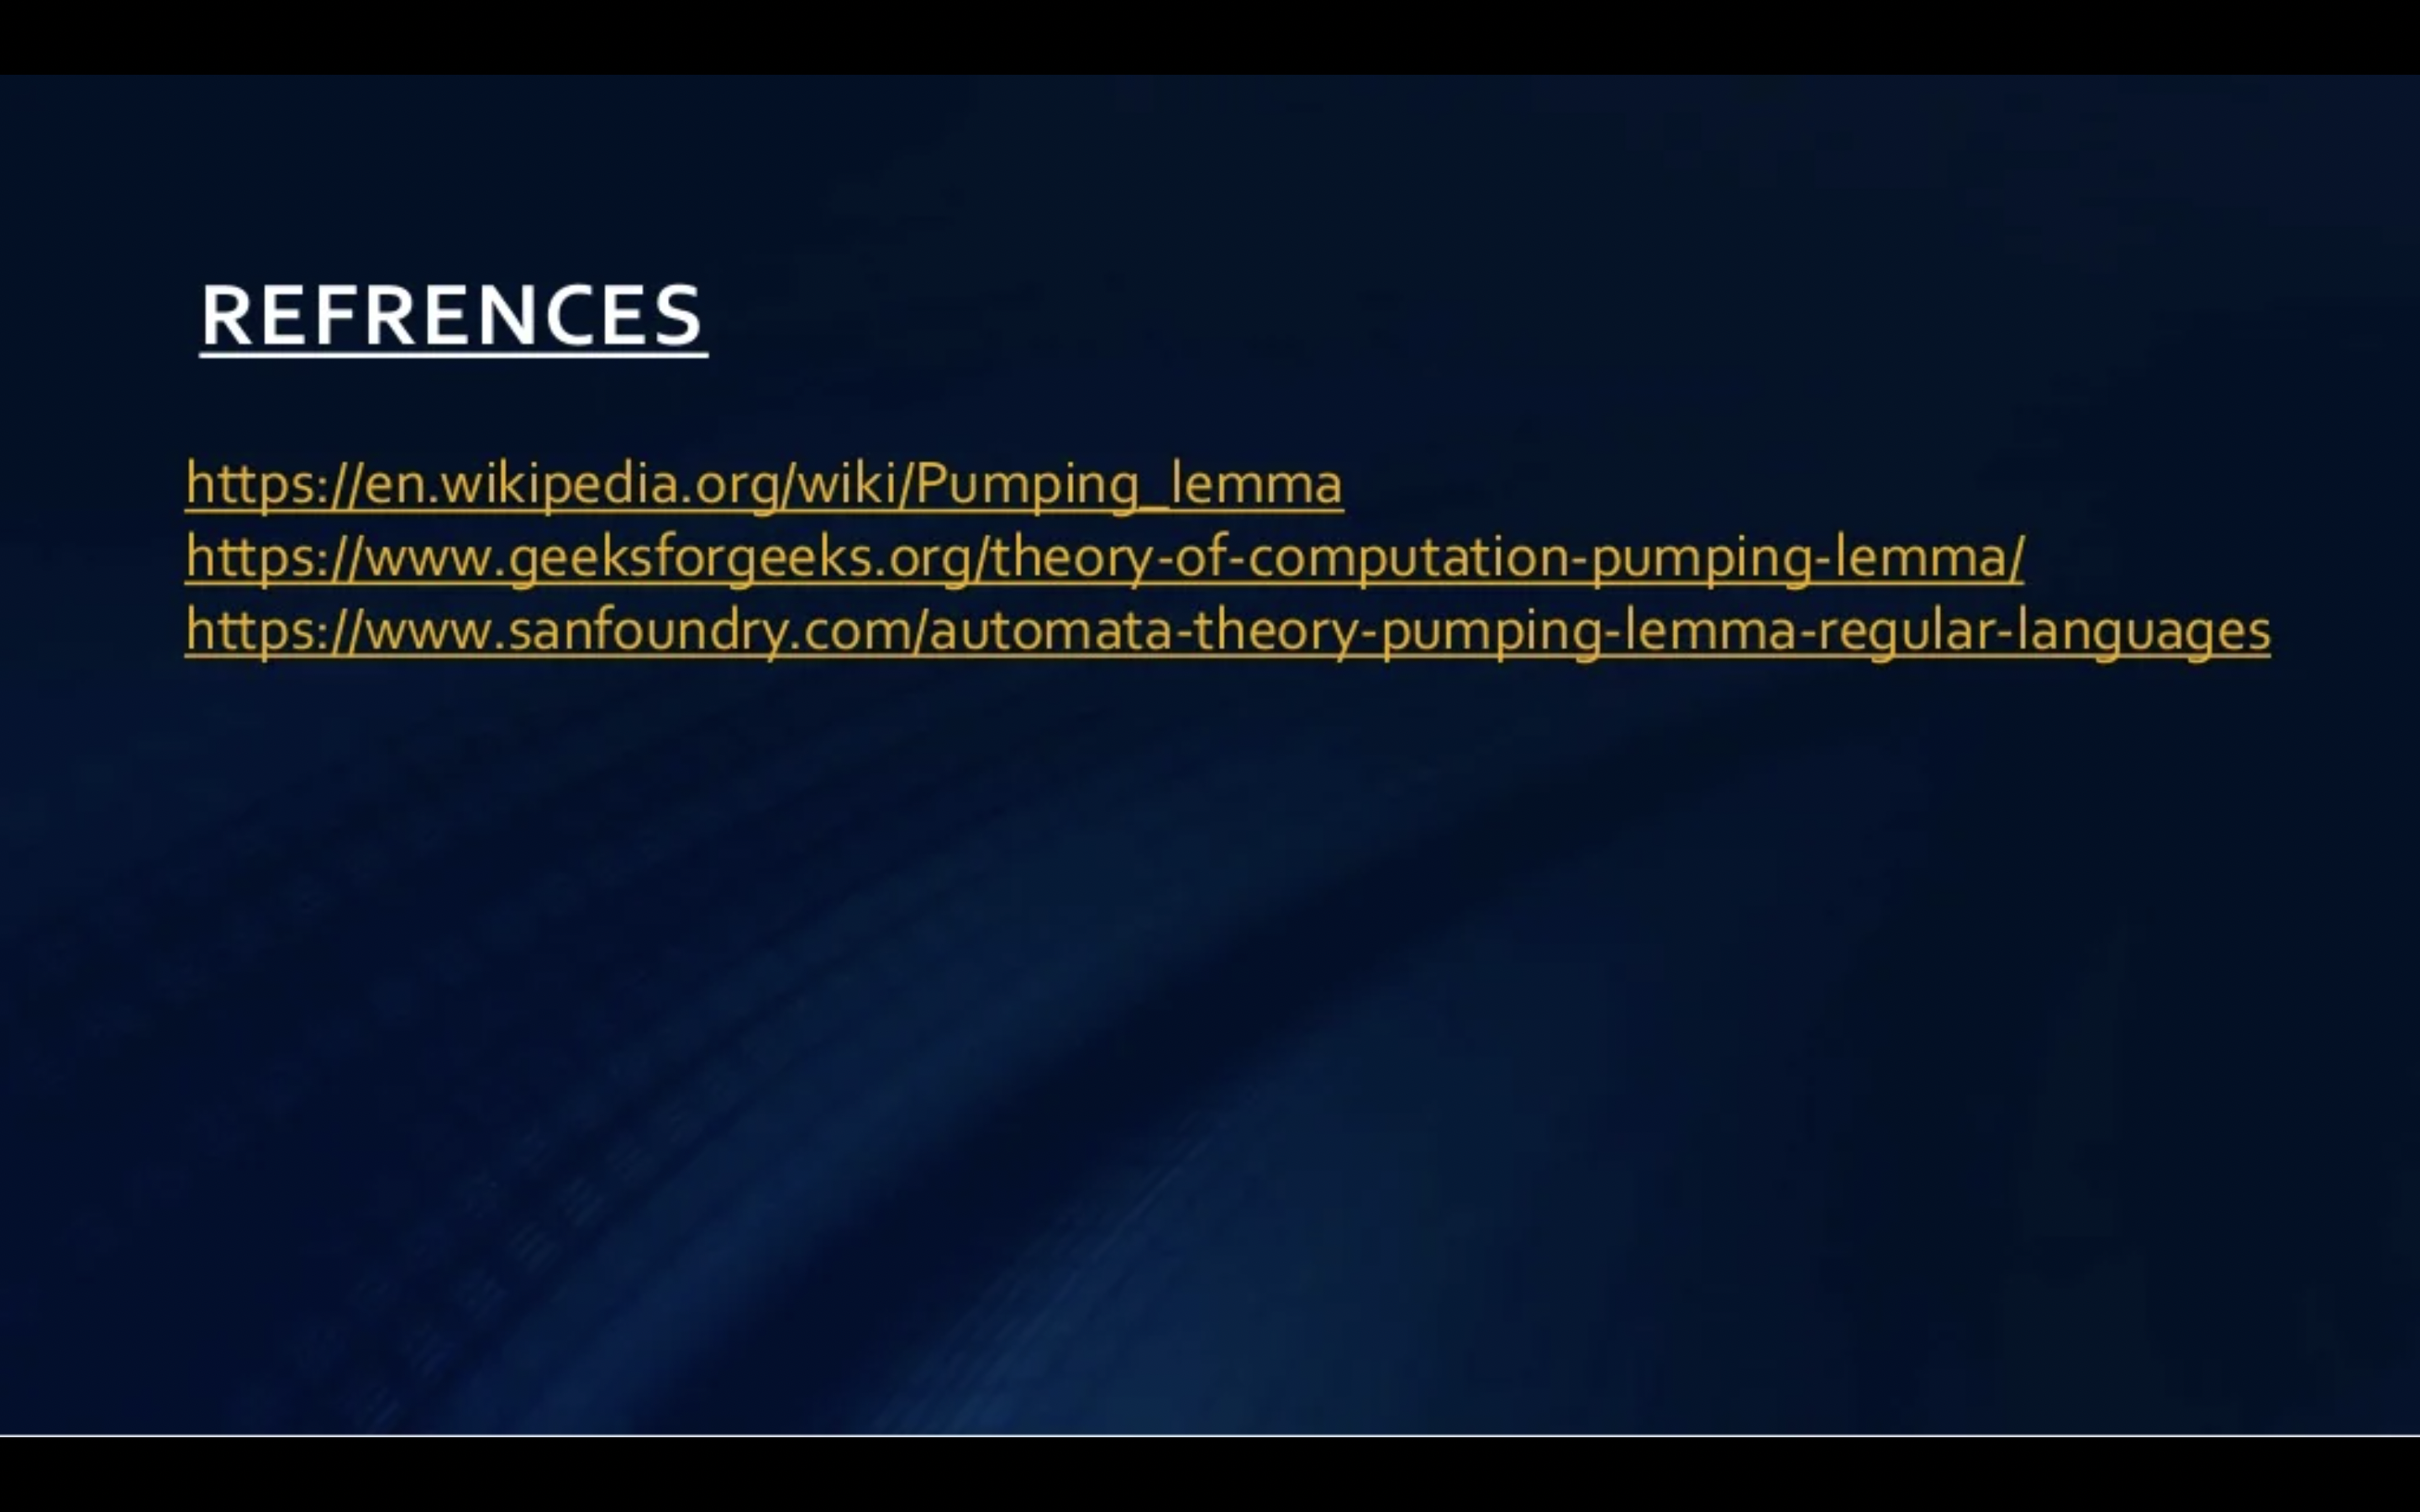 REFRENCES
https://en.wikipedia.org/wiki/Pumping_lemma
https://www.geeksforgeeks.org/theory-of-computation-pumping-lemma/
https://www.sanfoundry.com/automata-theory-pumping-lemma-regular-languages